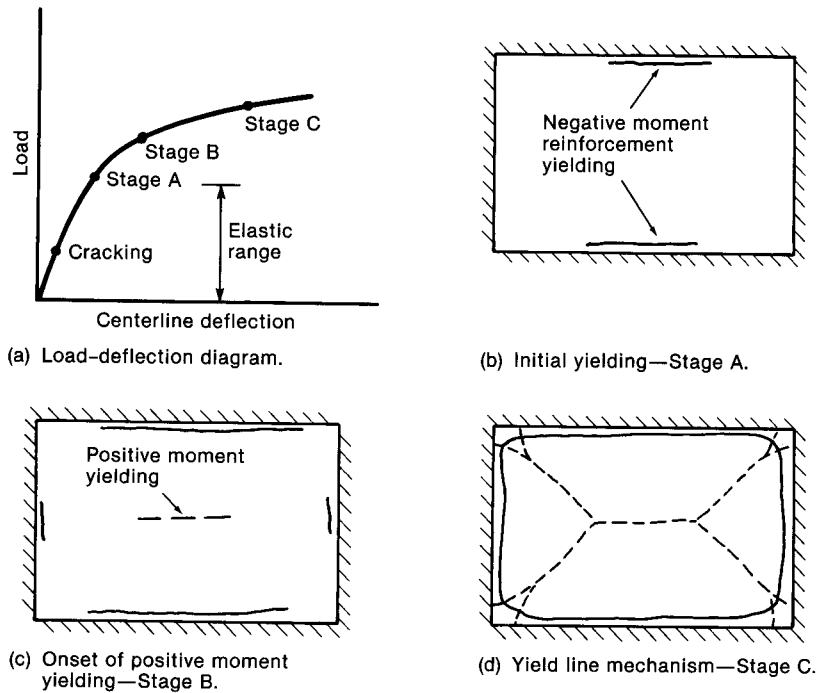 Load
Stage C
Stage B
Stage A
Elastic
range
Cracking
Centerline deflection
(a) Load–deflection diagram.
Negative moment
reinforcement
yielding
(b) Initial yielding—Stage A.
Positive moment
yielding
(c) Onset of positive moment
yielding—Stage B.
(d) Yield line mechanism—Stage C.